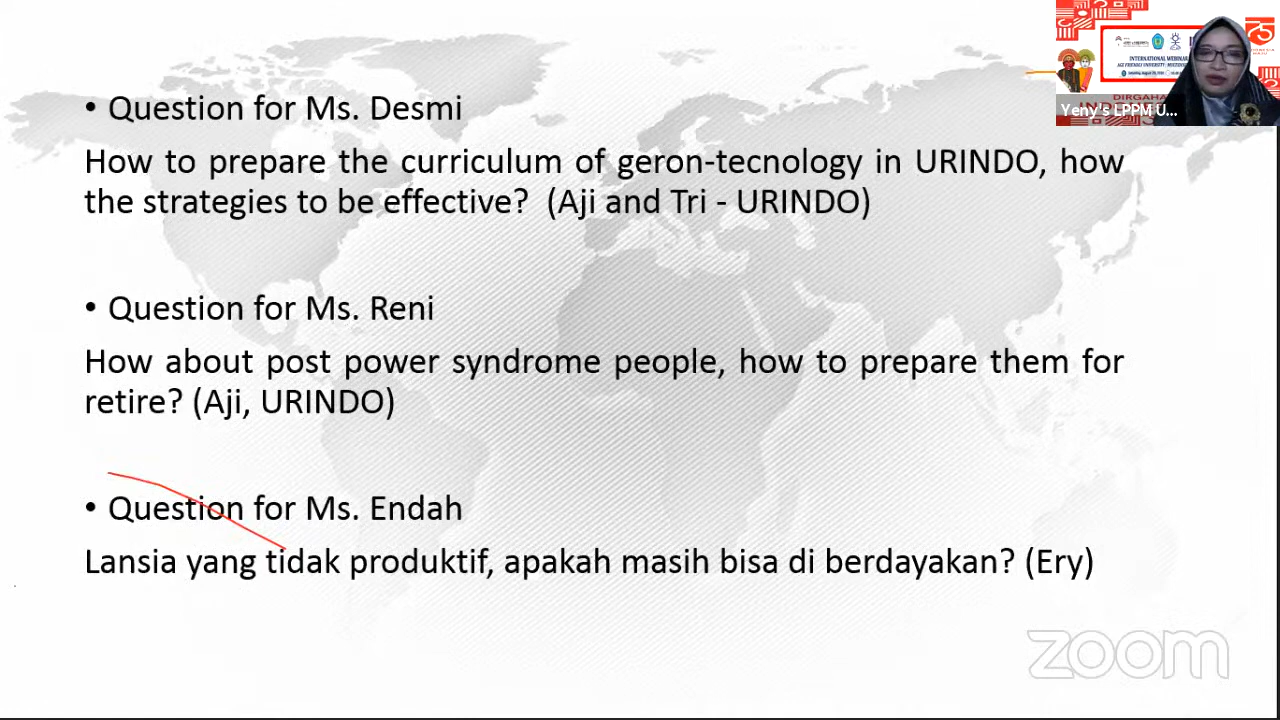 • Question for Ms. Desmi
How to prepare the curriculum of geron-tecnology in URINDO, how
the strategies to be effective? (Aji and Tri - URINDO)
• Question for Ms. Reni
How about post power syndrome people, how to prepare them for
retire? (Aji, URINDO)
• Question for Ms. Endah
Lansia yang tidak produktif, apakah masih bisa di berdayakan? (Ery)
INTERNATIONAL WEBINAR
DIRGAHA
Yeny's LPPM U...
zoom